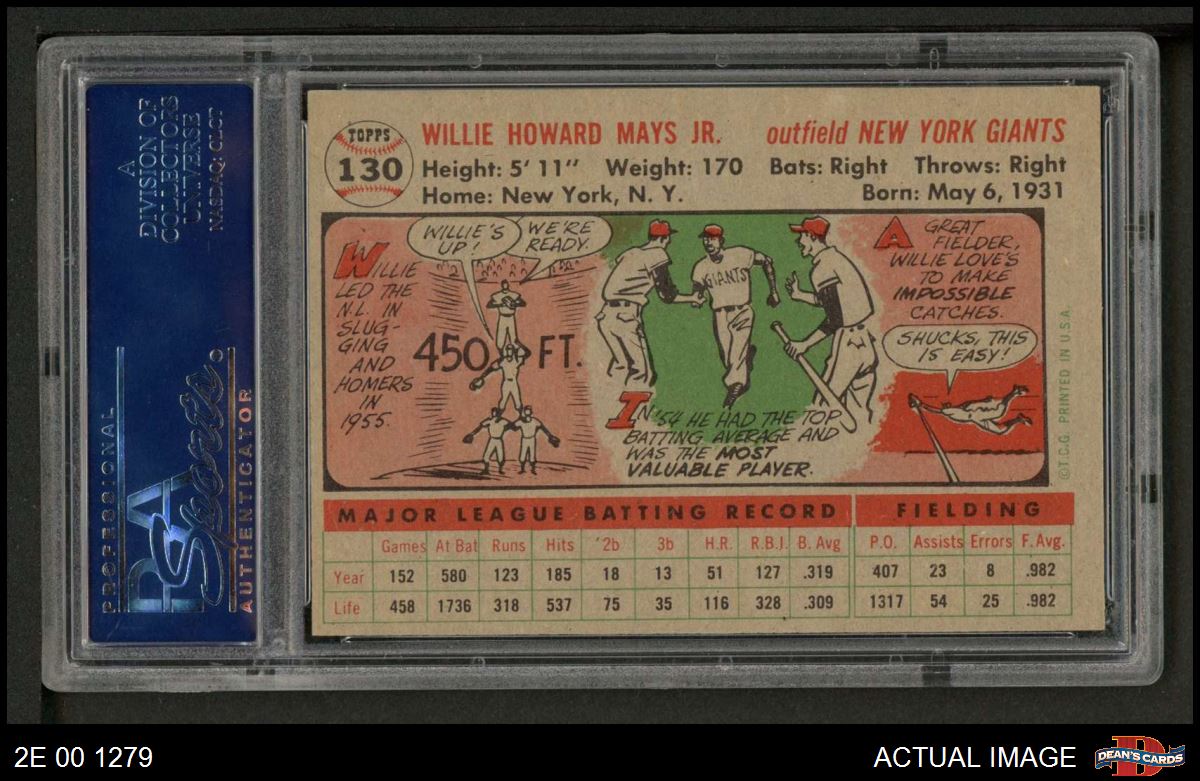 A
DIVISION OF
COLLECTORS
UNIVERSE
NASDAQ: CLCT
PROFESSIONAL
PSA
Sports
AUTHENTICATOR
TOPPS
130
WILLIE HOWARD MAYS JR. outfield NEW YORK GIANTS
Height: 5' 11" Weight: 170 Bats: Right Throws: Right
Home: New York, N. Y. Born: May 6, 1931
WILLIE'S
UP!
WE'RE
READY.
WILLIE
LED THE
N.L. IN
SLUG-
GING
AND
HOMERS
IN
1955.
450 FT.
GIANTS
IN '54 HE HAD THE TOP
BATTING AVERAGE AND
WAS THE MOST
VALUABLE PLAYER.
A GREAT
FIELDER,
WILLIE LOVE'S
TO MAKE
IMPOSSIBLE
CATCHES.
SHUCKS, THIS
IS EASY!
©T.C.G. PRINTED IN U.S.A.
MAJOR LEAGUE BATTING RECORD FIELDING
Games At Bat Runs Hits 2b 3b H.R. R.B.I. B. Avg P.O. Assists Errors F. Avg.
Year 152 580 123 185 18 13 51 127 .319 407 23 8 .982
Life 458 1736 318 537 75 35 116 328 .309 1317 54 25 .982
2E 00 1279
ACTUAL IMAGE
D
DEAN'S CARDS